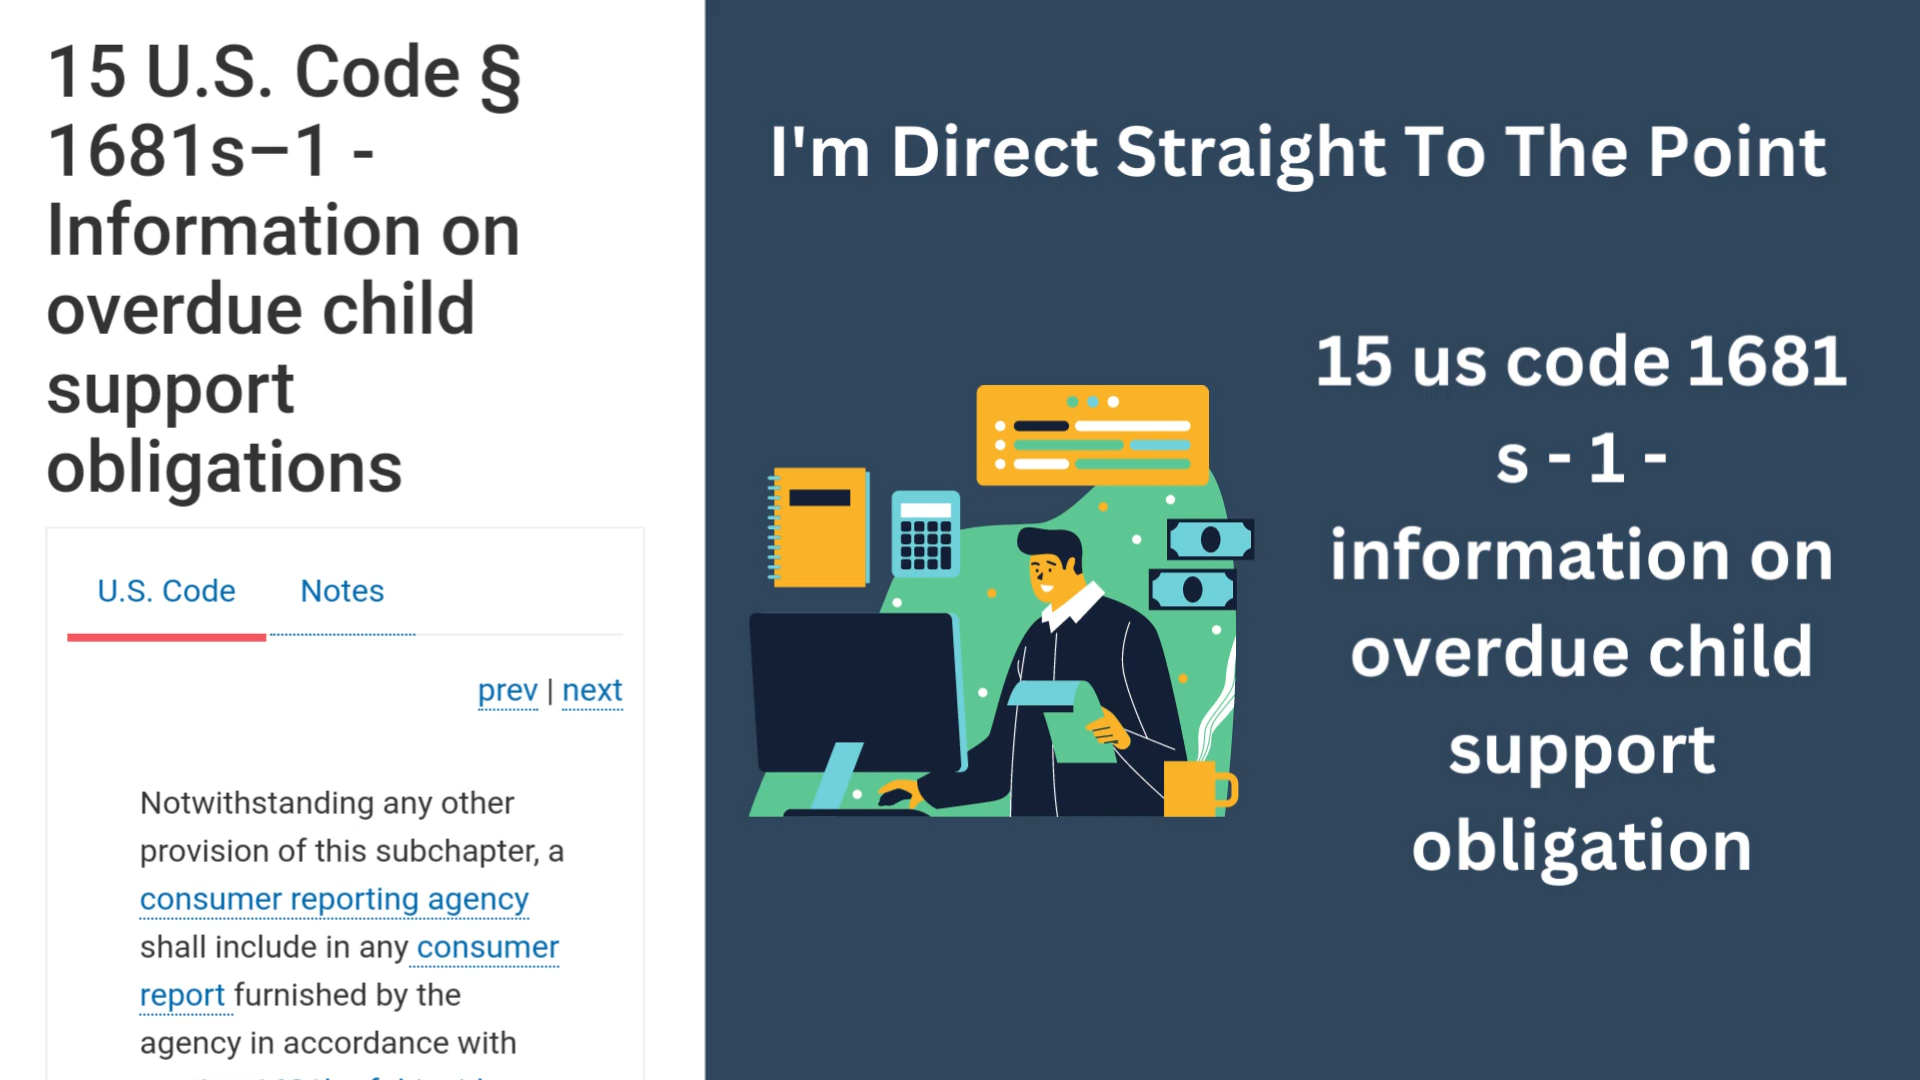 15 U.S. Code §
1681s–1 -
Information on
overdue child
support
obligations
U.S. Code Notes
prev | next
Notwithstanding any other
provision of this subchapter, a
consumer reporting agency
shall include in any consumer
report furnished by the
agency in accordance with
I'm Direct Straight To The Point
15 us code 1681
s - 1 -
information on
overdue child
support
obligation